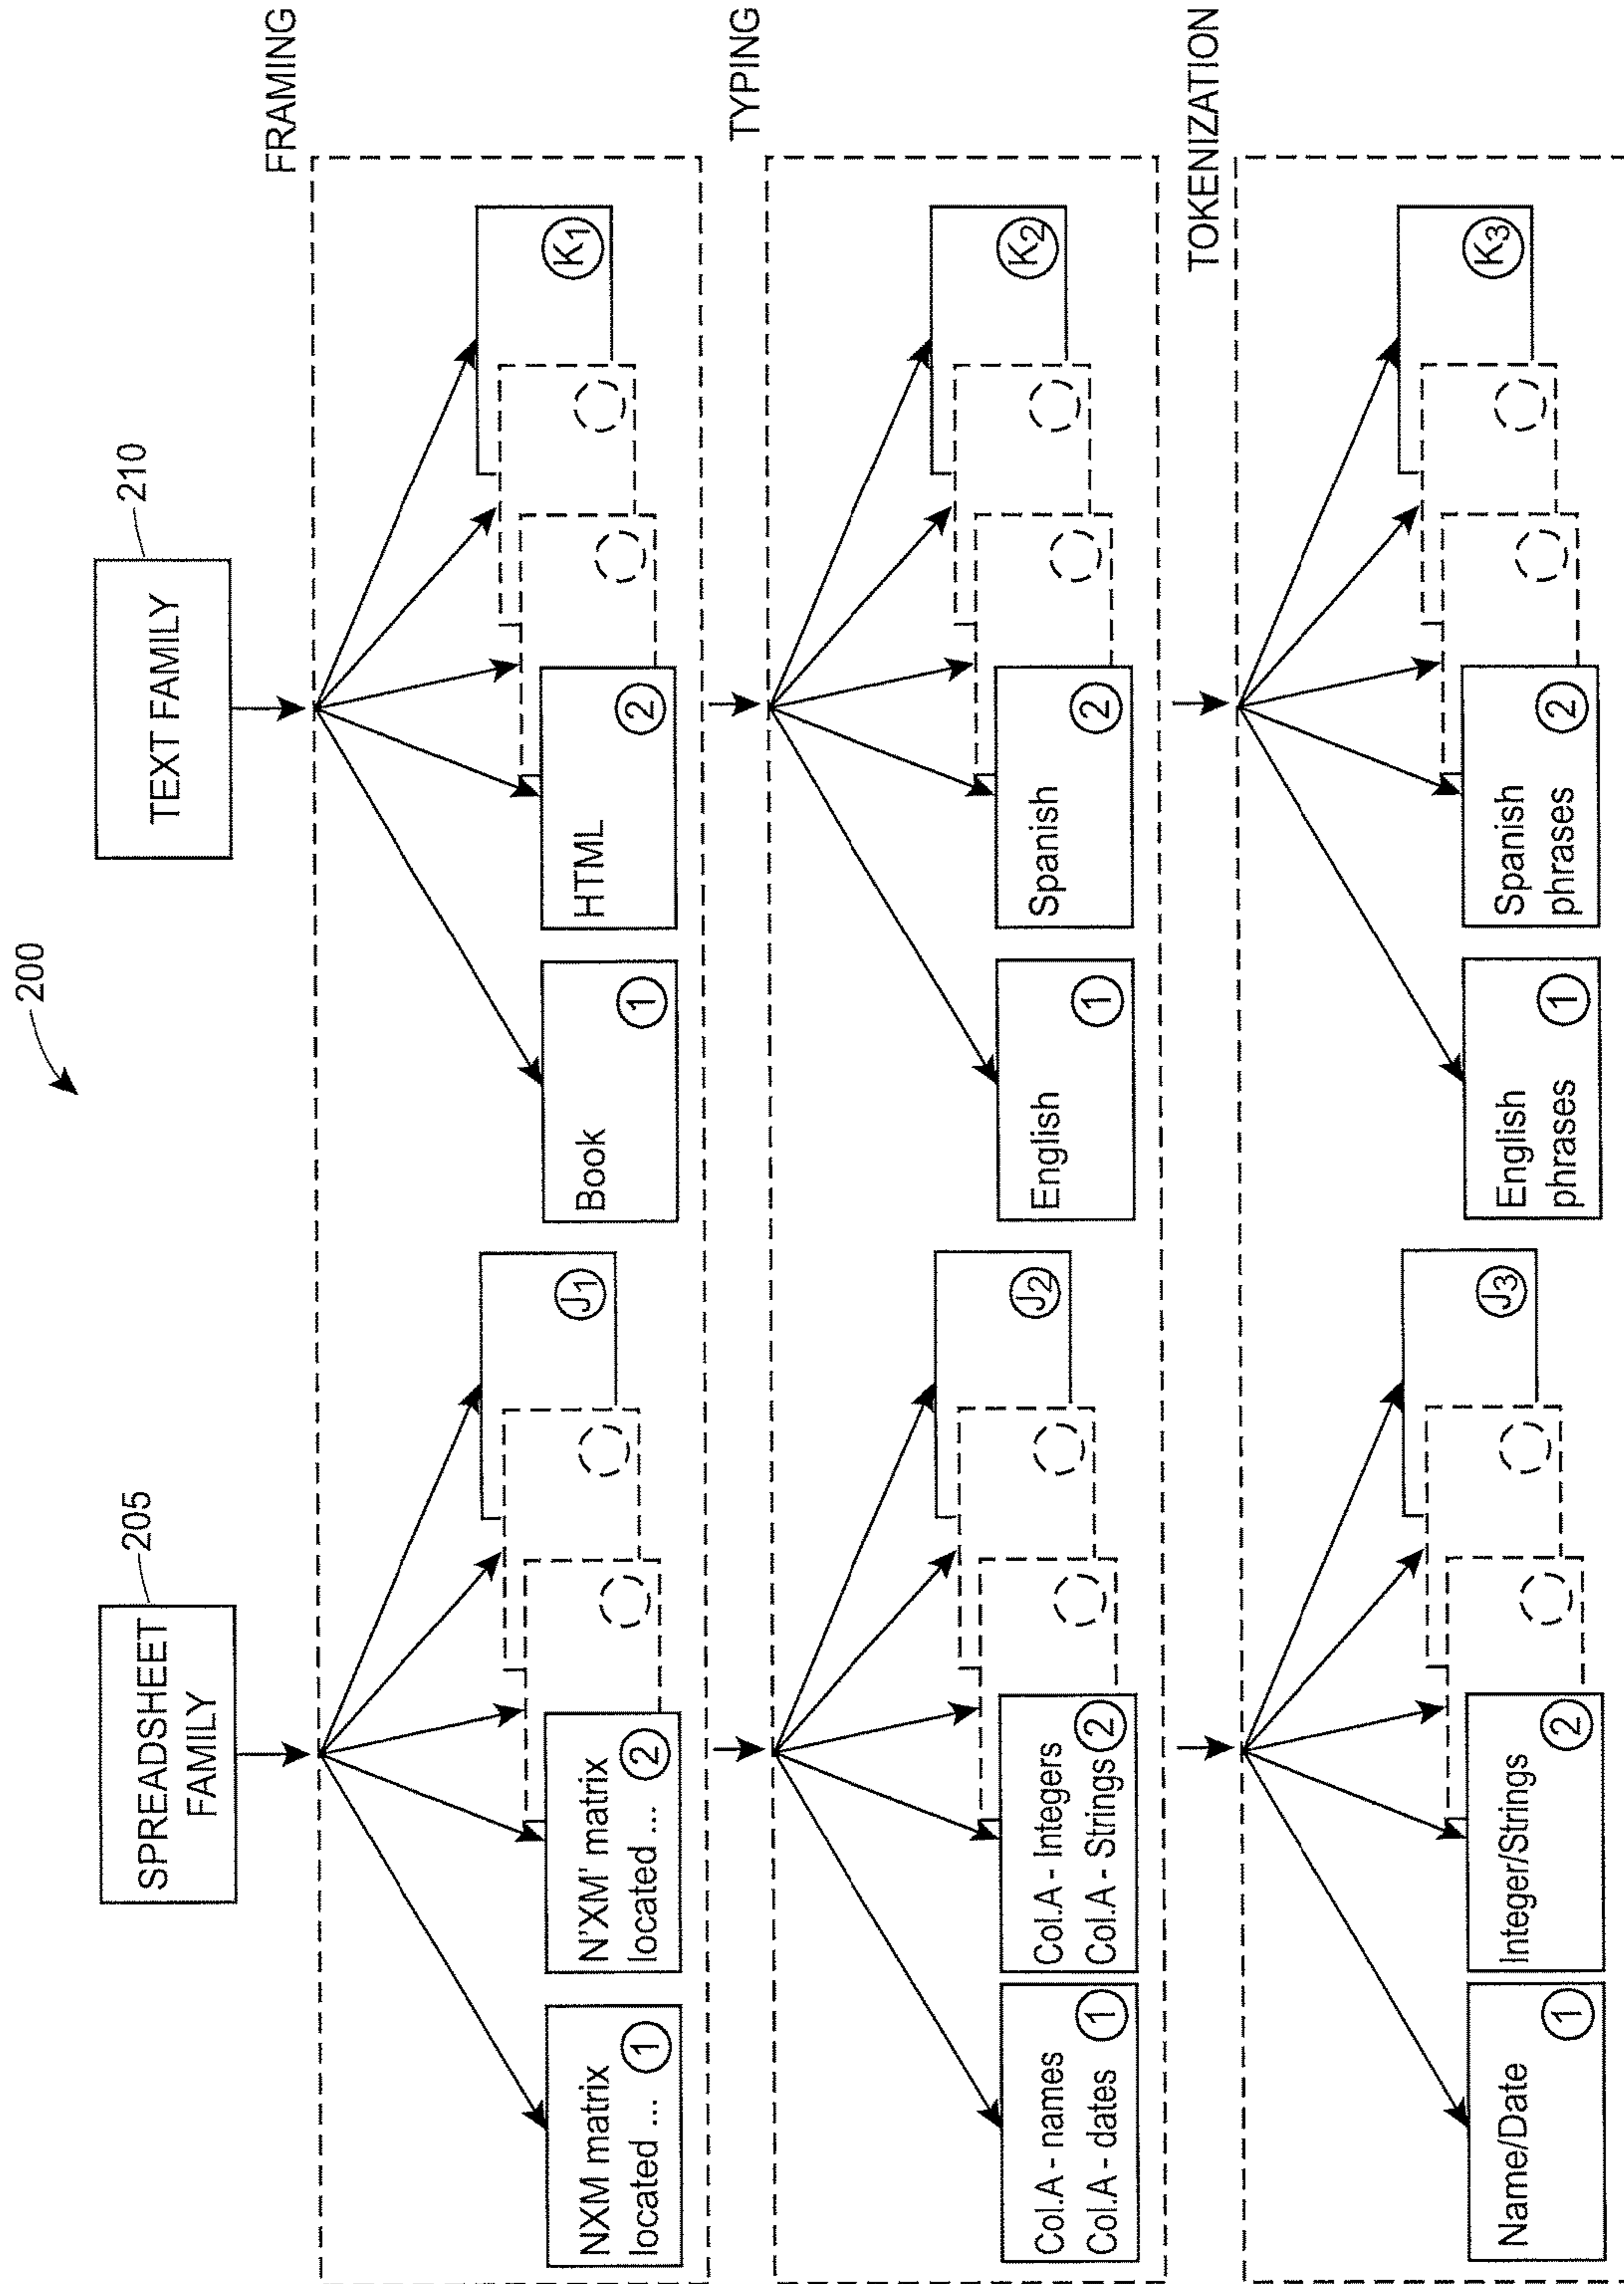 200
SPREADSHEET
FAMILY
205
TEXT FAMILY
210
FRAMING
NXM matrix
located ... 1
N'XM' matrix
located ... 2
J1
Book
1
HTML
2
K1
TYPING
Col.A - names
Col.A - dates 1
Col.A - Integers
Col.A - Strings 2
J2
English
1
Spanish
2
K2
TOKENIZATION
Name/Date
1
Integer/Strings
2
J3
English
phrases 1
Spanish
phrases 2
K3